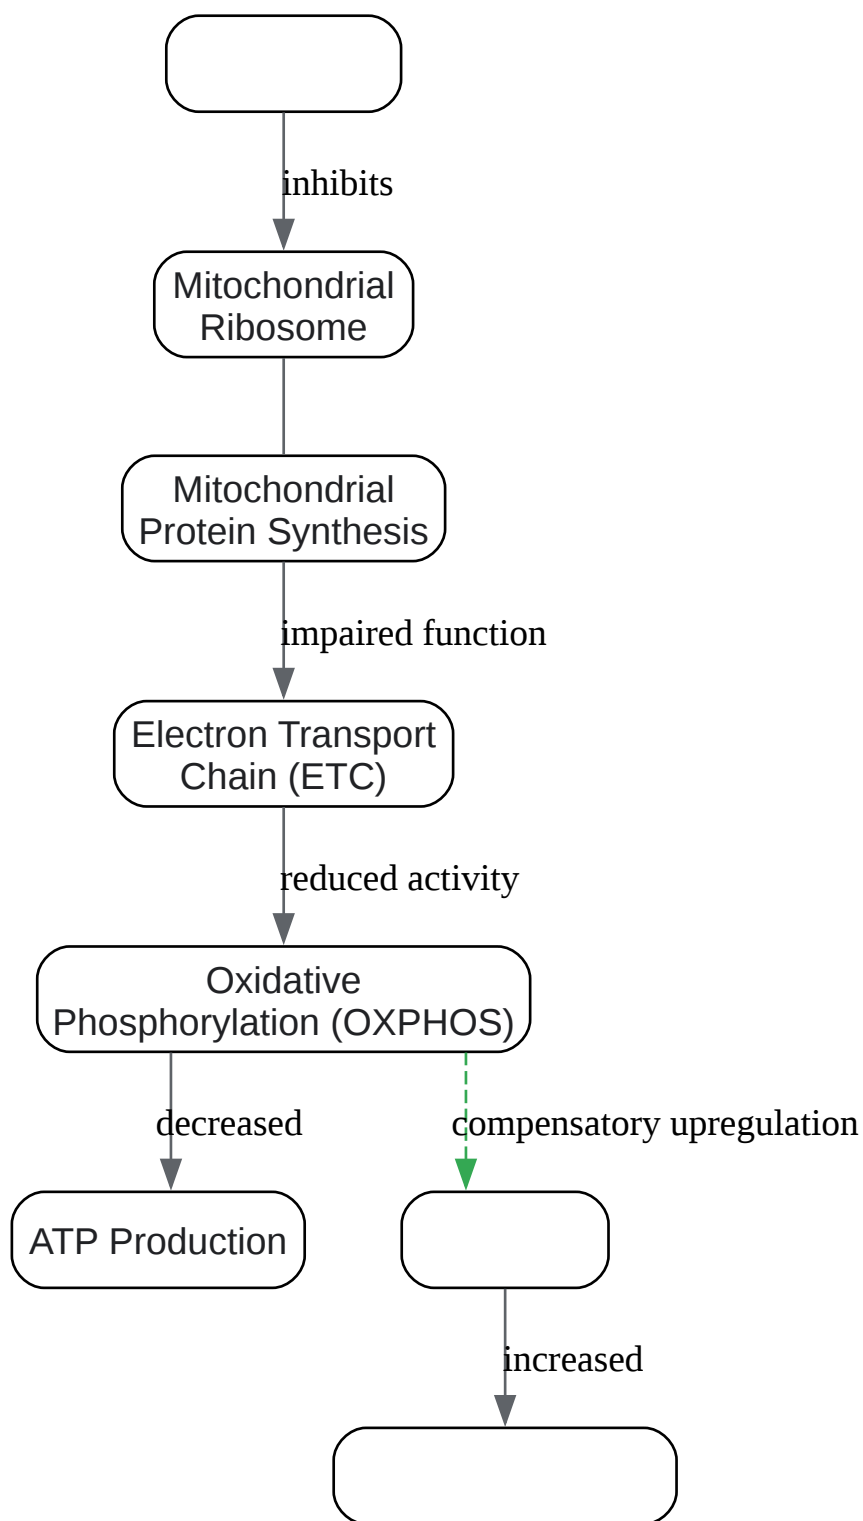 inhibits
Mitochondrial
Ribosome
Mitochondrial
Protein Synthesis
impaired function
Electron Transport
Chain (ETC)
reduced activity
Oxidative
Phosphorylation (OXPHOS)
decreased
compensatory upregulation
ATP Production
increased